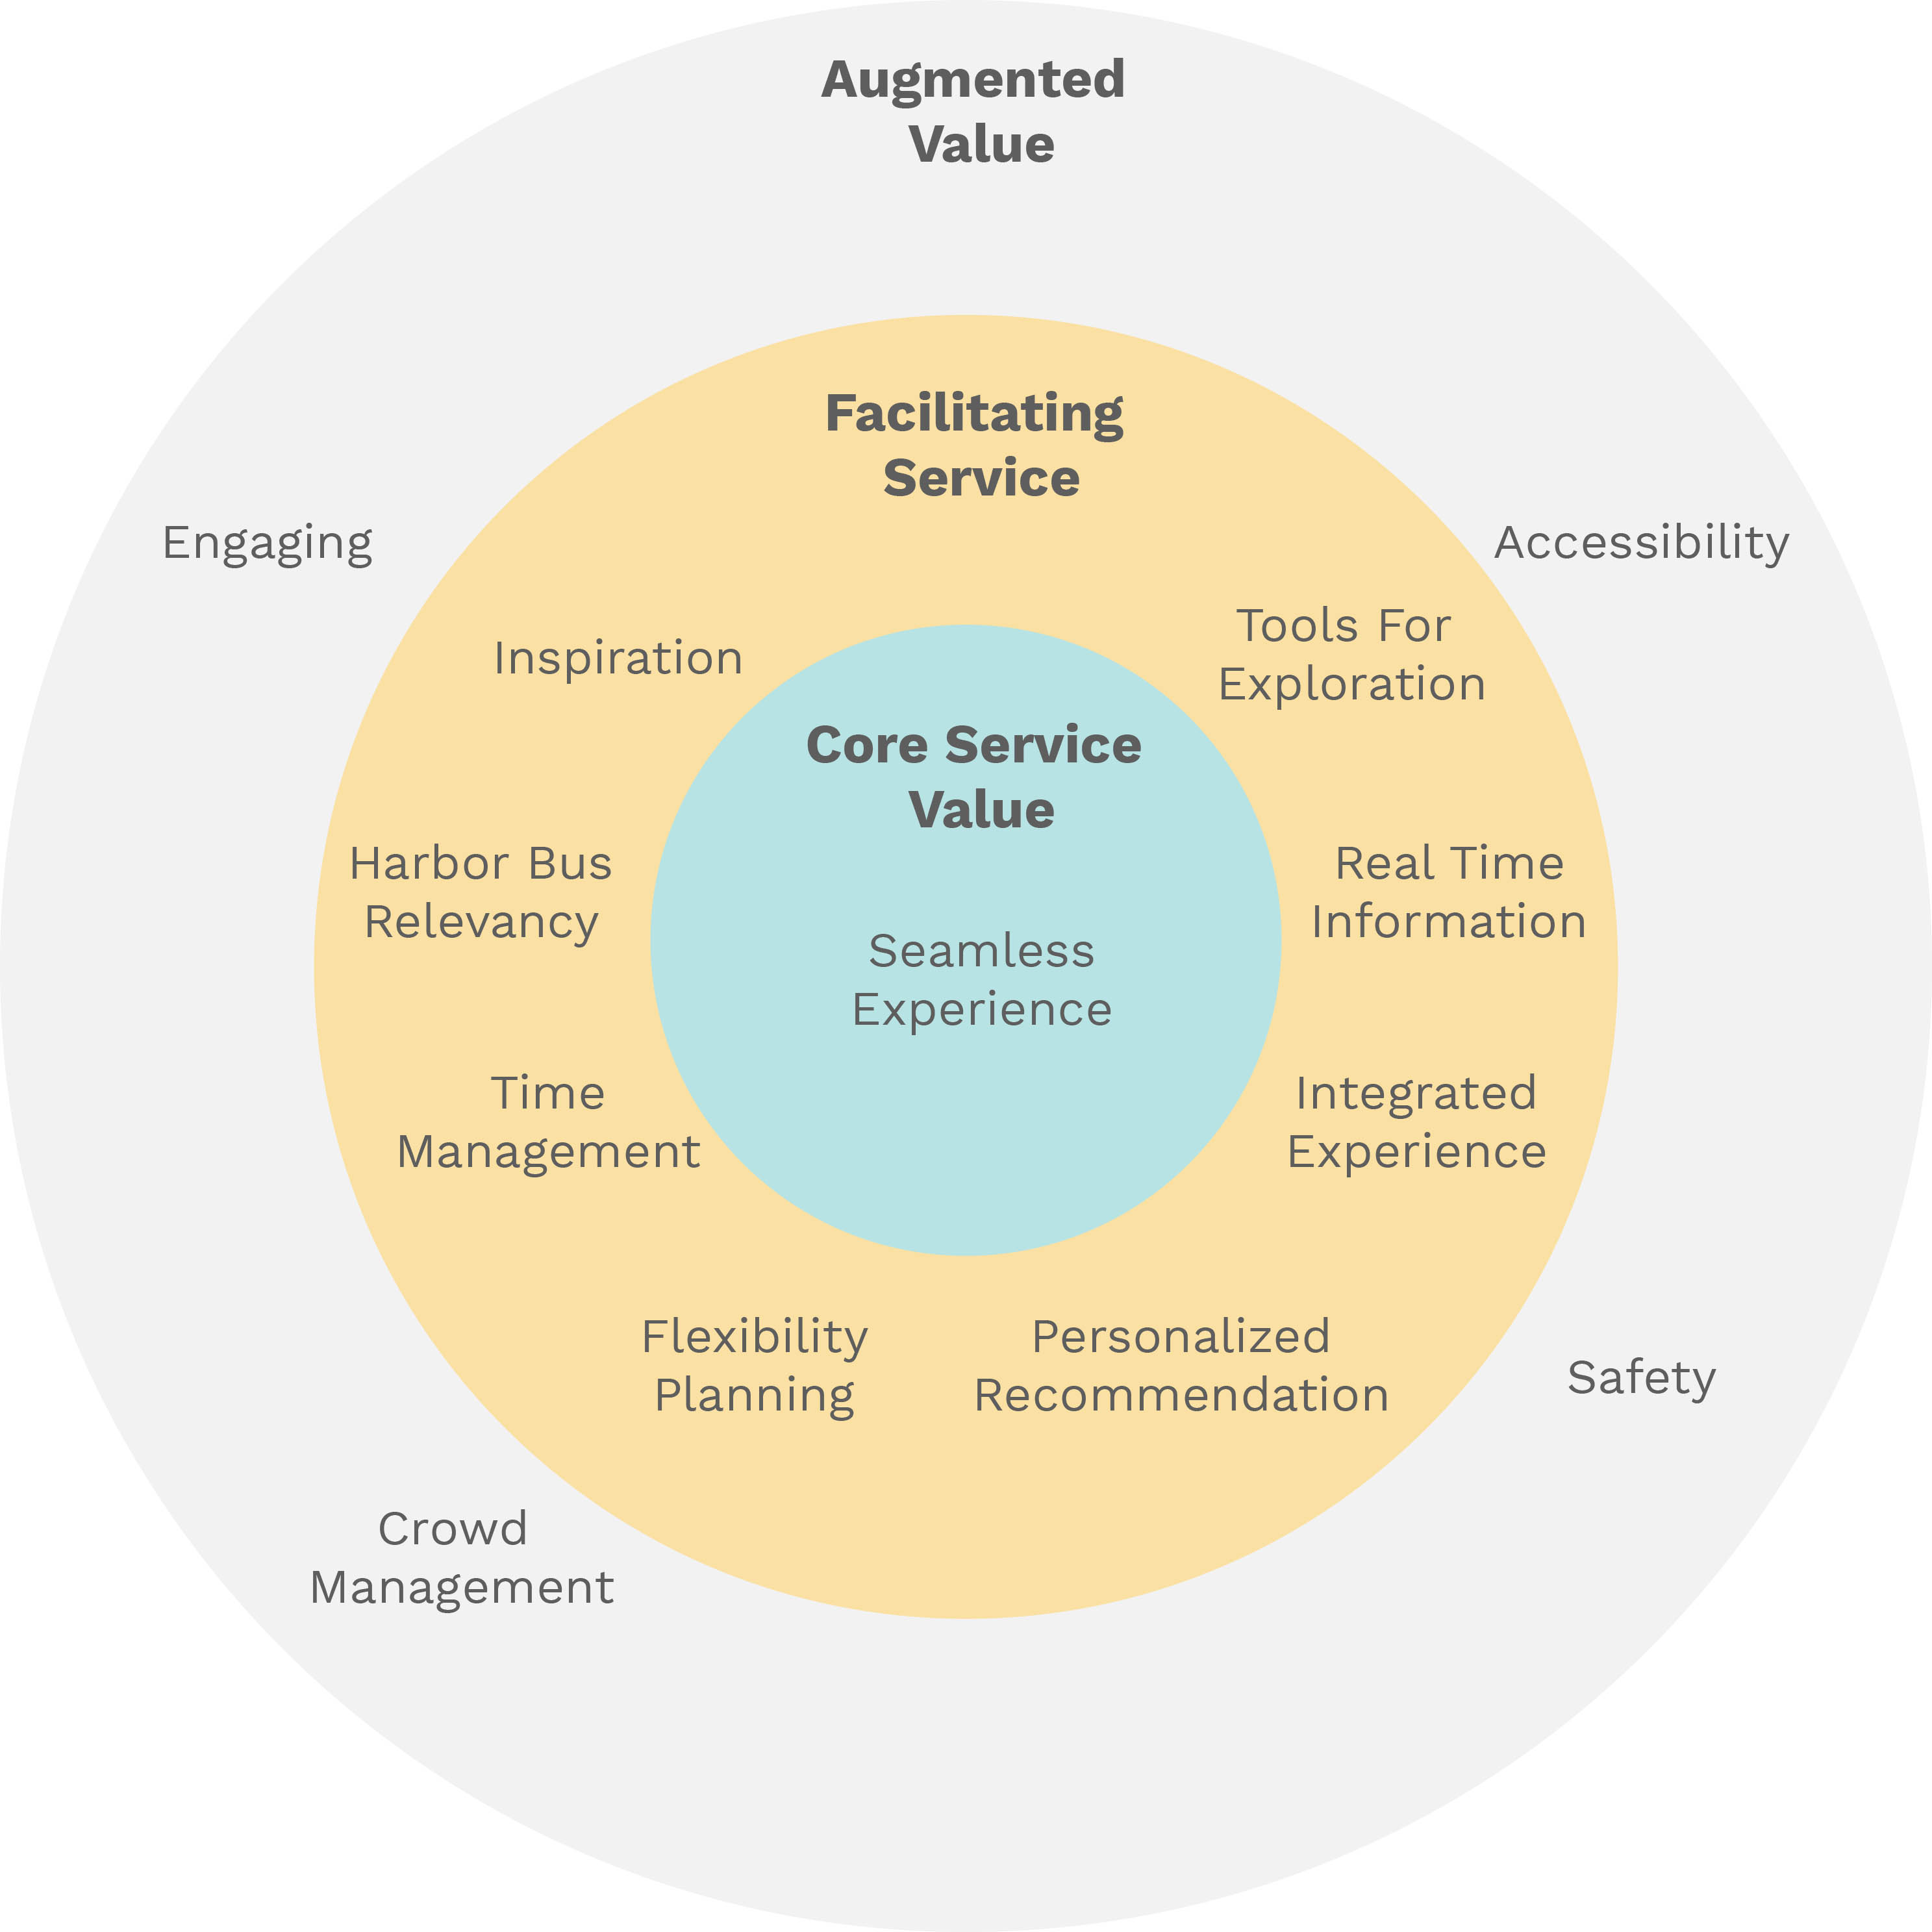 Augmented
Value
Facilitating
Service
Engaging
Accessibility
Inspiration
Tools For
Exploration
Core Service
Value
Harbor Bus
Relevancy
Real Time
Information
Seamless
Experience
Time
Management
Integrated
Experience
Flexibility
Planning
Personalized
Recommendation
Safety
Crowd
Management